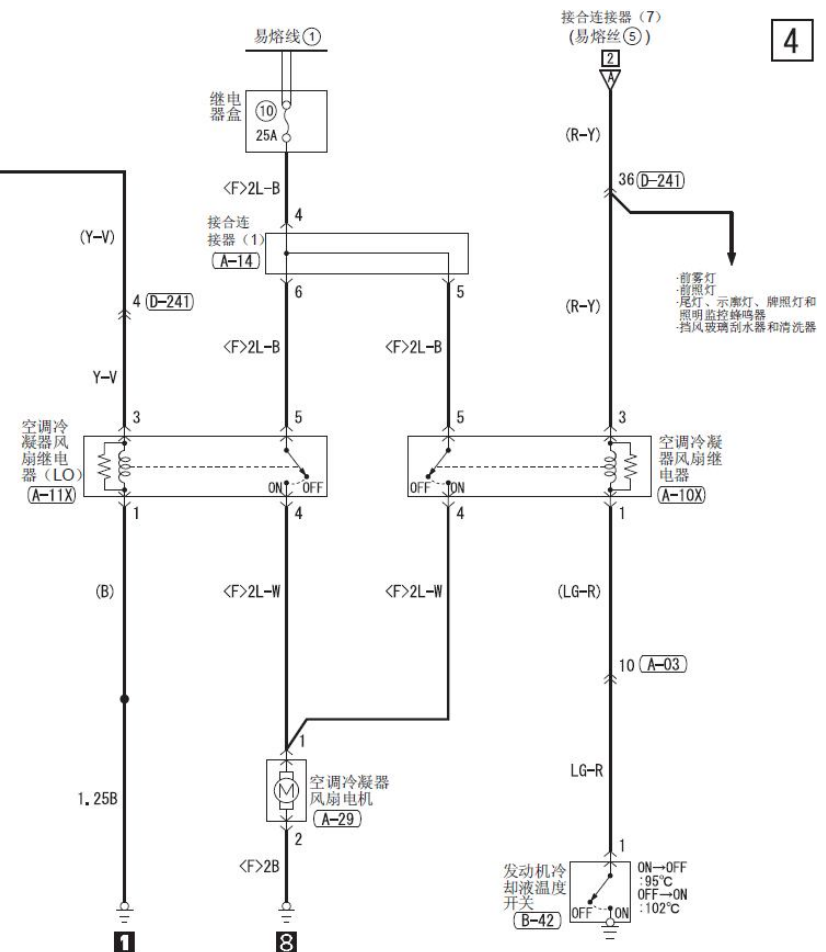 接合连接器（7）
(易熔丝⑤)
4
易熔线①
2
A
继电
器盒
⑩
25A
(R-Y)
<F>2L-B
36 D-241
接合连
接器（1）
A-14
4
(Y-V)
6
5
·前雾灯
·前照灯
·尾灯、示廓灯、牌照灯和
照明监控蜂鸣器
·挡风玻璃刮水器和清洗器
4 D-241
(R-Y)
<F>2L-B
<F>2L-B
Y-V
3
5
5
3
空调冷
凝器风
扇继电
器（LO）
A-11X
ON
OFF
OFF
ON
空调冷凝
器风扇继
电器
A-10X
1
4
4
1
(B)
<F>2L-W
<F>2L-W
(LG-R)
10 A-03
1
LG-R
1.25B
M
空调冷凝器
风扇电机
A-29
2
<F>2B
1
发动机冷
却液温度
开关
B-42
OFF
ON
ON→OFF
:95℃
OFF→ON
:102℃
1
8